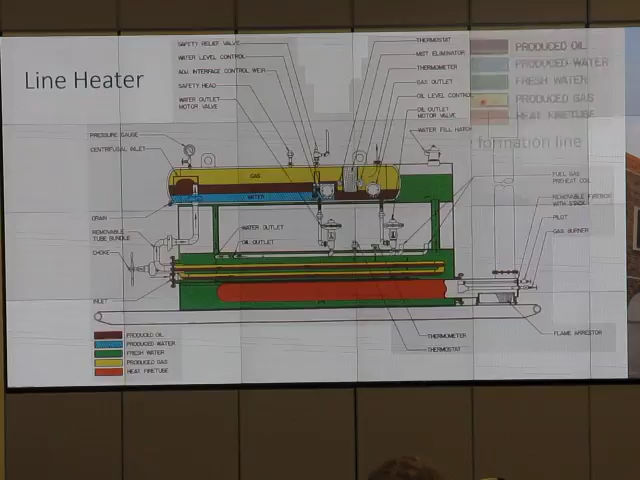 Line Heater
SAFETY RELIEF VALVE
WATER LEVEL CONTROL
ADJ. INTERFACE CONTROL WEIR
SAFETY HEAD
WATER OUTLET
MOTOR VALVE
PRESSURE GAUGE
CENTRIFUGAL INLET
DRAIN
REMOVABLE
TUBE BUNDLE
CHOKE
INLET
THERMOSTAT
MIST ELIMINATOR
THERMOMETER
GAS OUTLET
OIL LEVEL CONTROL
OIL OUTLET
MOTOR VALVE
WATER FILL HATCH
PRODUCED OIL
PRODUCED WATER
FRESH WATER
PRODUCED GAS
HEAT FIRETUBE
formation line
GAS
WATER
WATER OUTLET
OIL OUTLET
FUEL GAS
PREHEAT COIL
REMOVABLE FIREBOX
WITH STACK
PILOT
GAS BURNER
FLAME ARRESTOR
THERMOMETER
THERMOSTAT
PRODUCED OIL
PRODUCED WATER
FRESH WATER
PRODUCED GAS
HEAT FIRETUBE